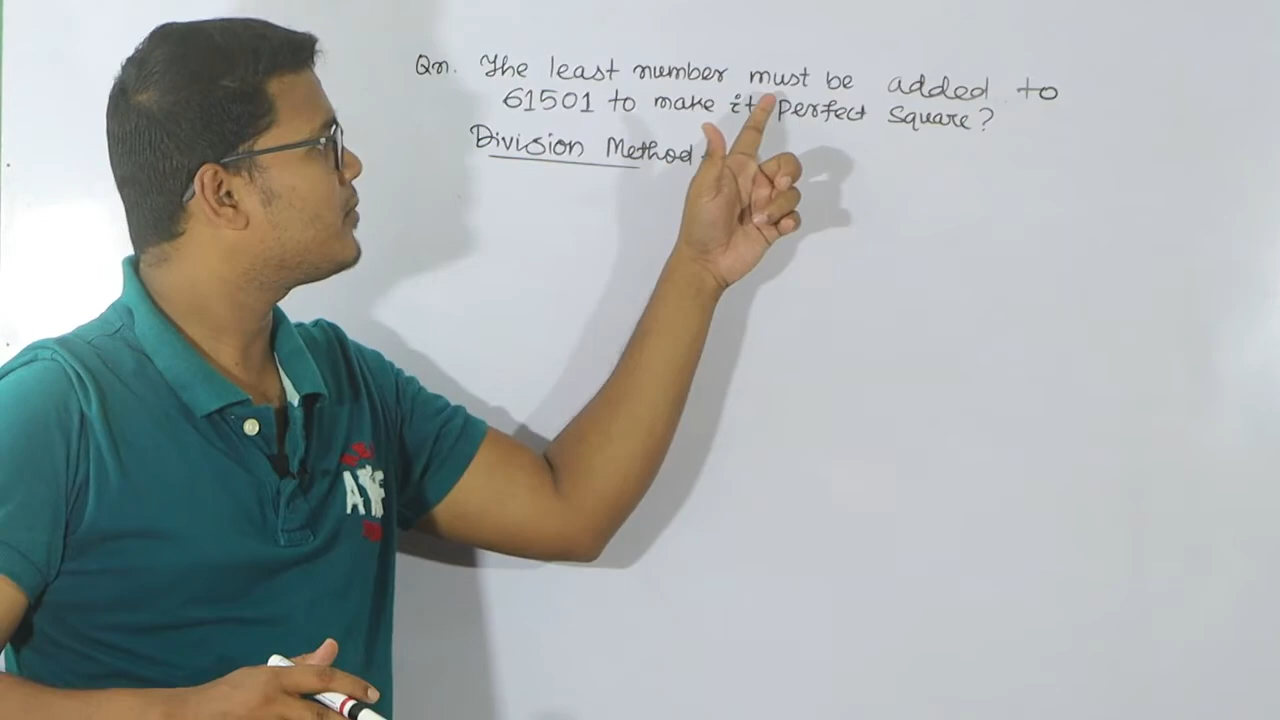 Qn. The least number must be added to
61501 to make it perfect square?
Division Method